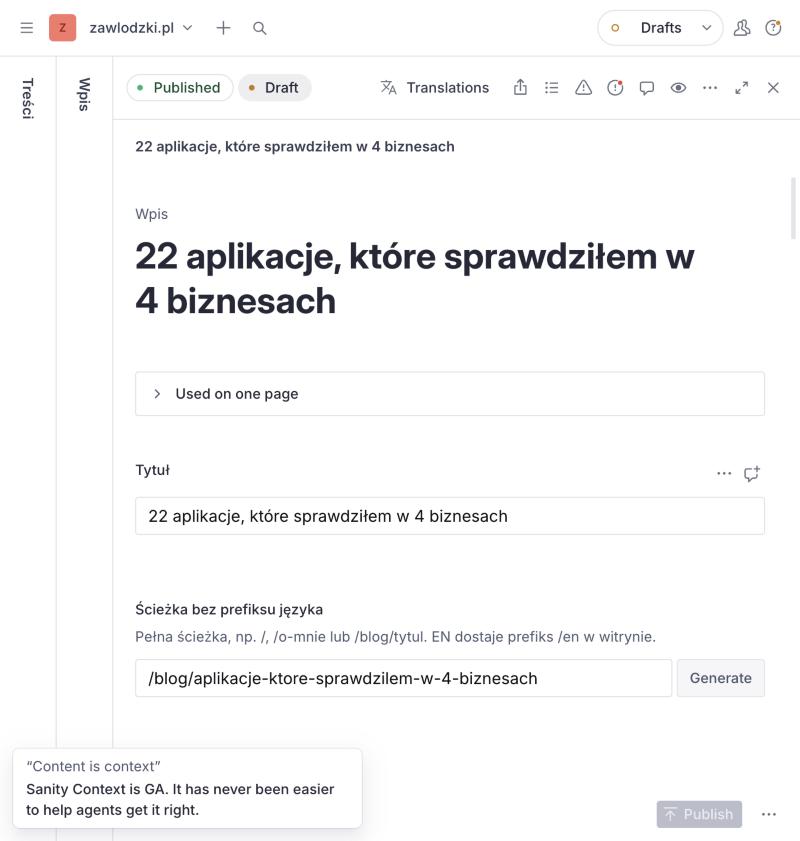 Z
zawlodzki.pl
Drafts
Treści
Wpis
Published
Draft
Translations
22 aplikacje, które sprawdziłem w 4 biznesach
Wpis
22 aplikacje, które sprawdziłem w
4 biznesach
Used on one page
Tytuł
22 aplikacje, które sprawdziłem w 4 biznesach
Ścieżka bez prefiksu języka
Pełna ścieżka, np. /, /o-mnie lub /blog/tytul. EN dostaje prefiks /en w witrynie.
/blog/aplikacje-ktore-sprawdzilem-w-4-biznesach
Generate
“Content is context”
Sanity Context is GA. It has never been easier
to help agents get it right.
Publish